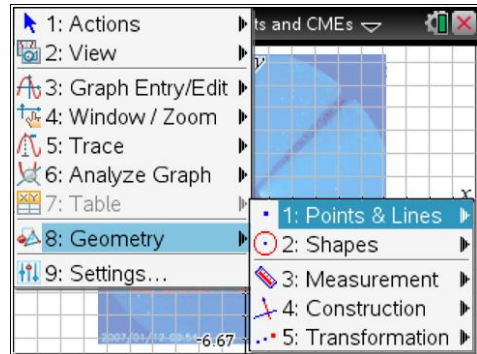 1: Actions
2: View
3: Graph Entry/Edit
4: Window / Zoom
5: Trace
6: Analyze Graph
7: Table
8: Geometry
9: Settings...
ts and CMEs
y
x
1: Points & Lines
2: Shapes
3: Measurement
4: Construction
5: Transformation
-6.67